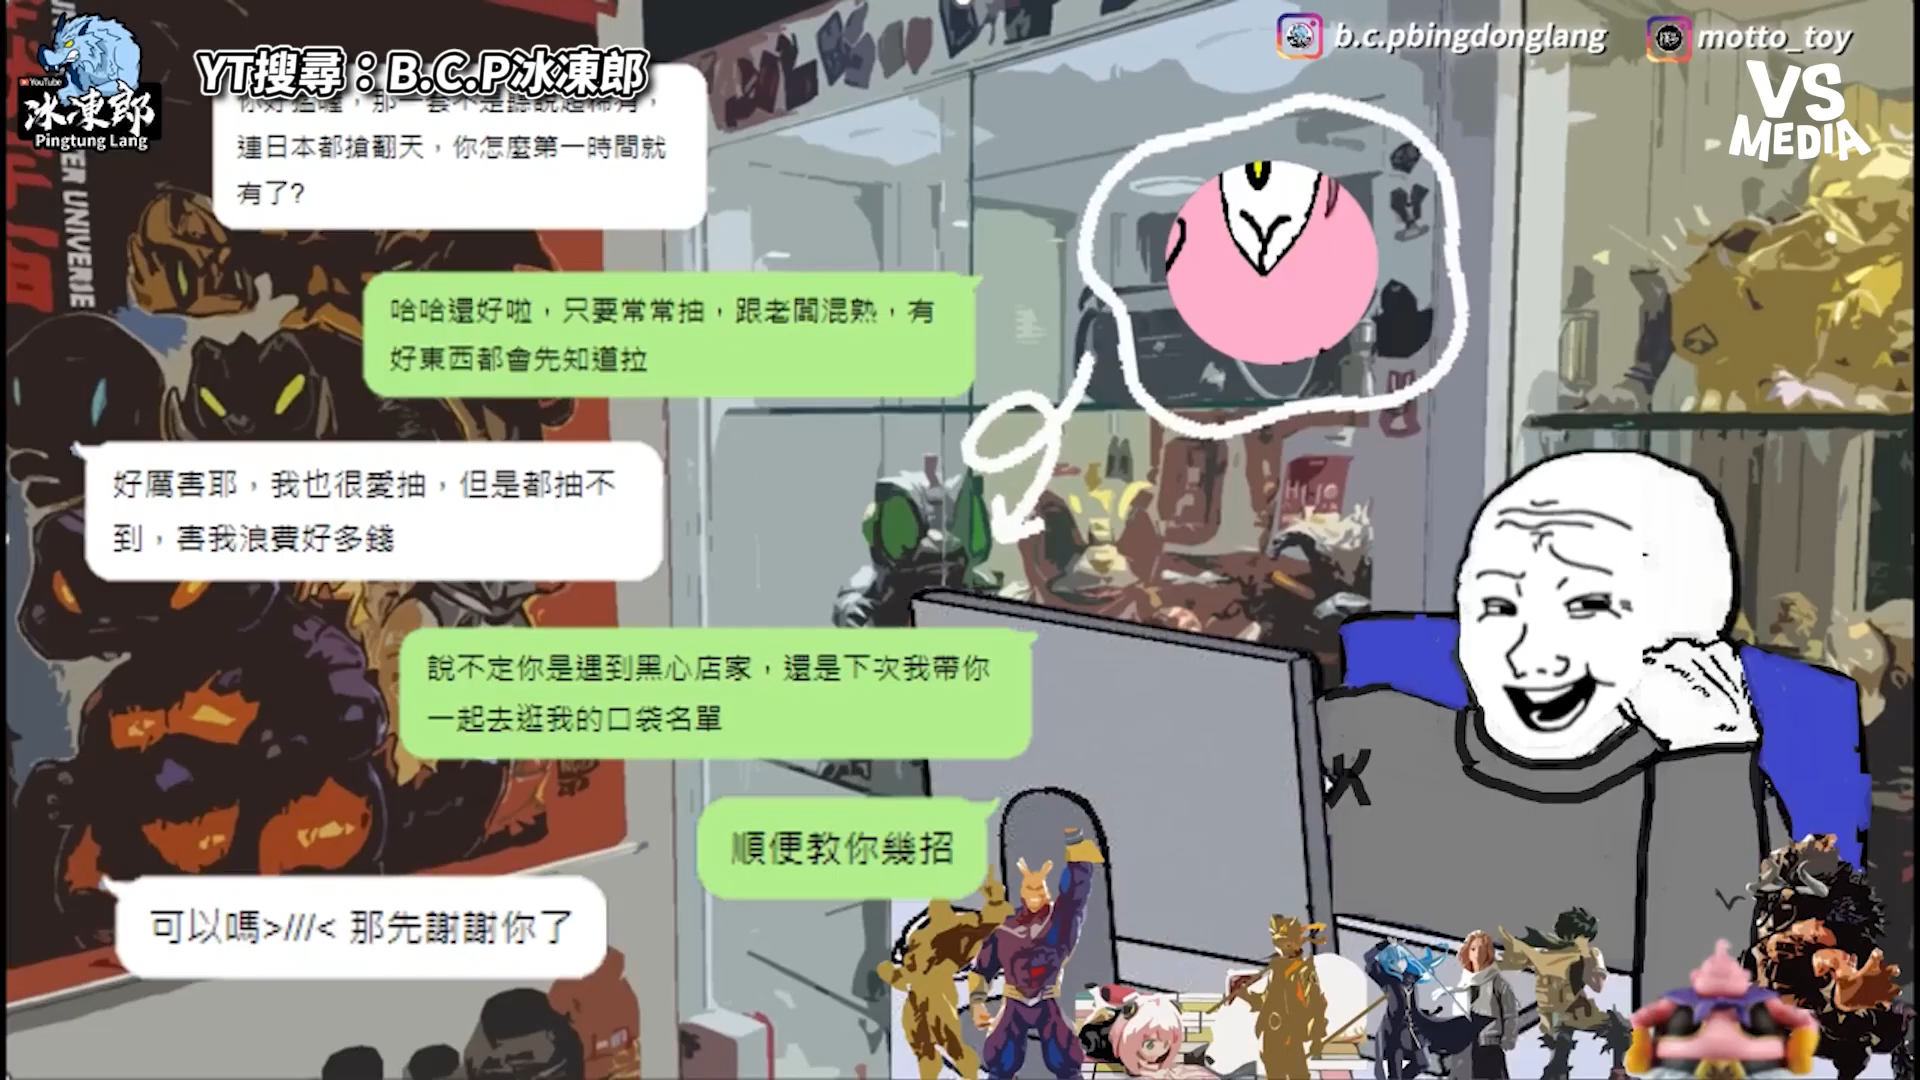 YT搜尋：B.C.P冰凍郎
b.c.pbingdonglang
motto_toy
VS
MEDIA
YouTube
冰凍郎
Pingtung Lang
連日本都搶翻天，你怎麼第一時間就
有了?
哈哈還好啦，只要常常抽，跟老闆混熟，有
好東西都會先知道拉
好厲害耶，我也很愛抽，但是都抽不
到，害我浪費好多錢
說不定你是遇到黑心店家，還是下次我帶你
一起去逛我的口袋名單
順便教你幾招
可以嗎>///< 那先謝謝你了
UNIVERSE